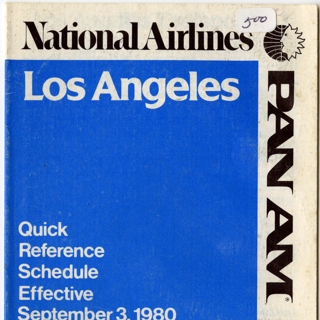 National Airlines
500
Los Angeles
PAN AM®
Quick
Reference
Schedule
Effective
September 3, 1980